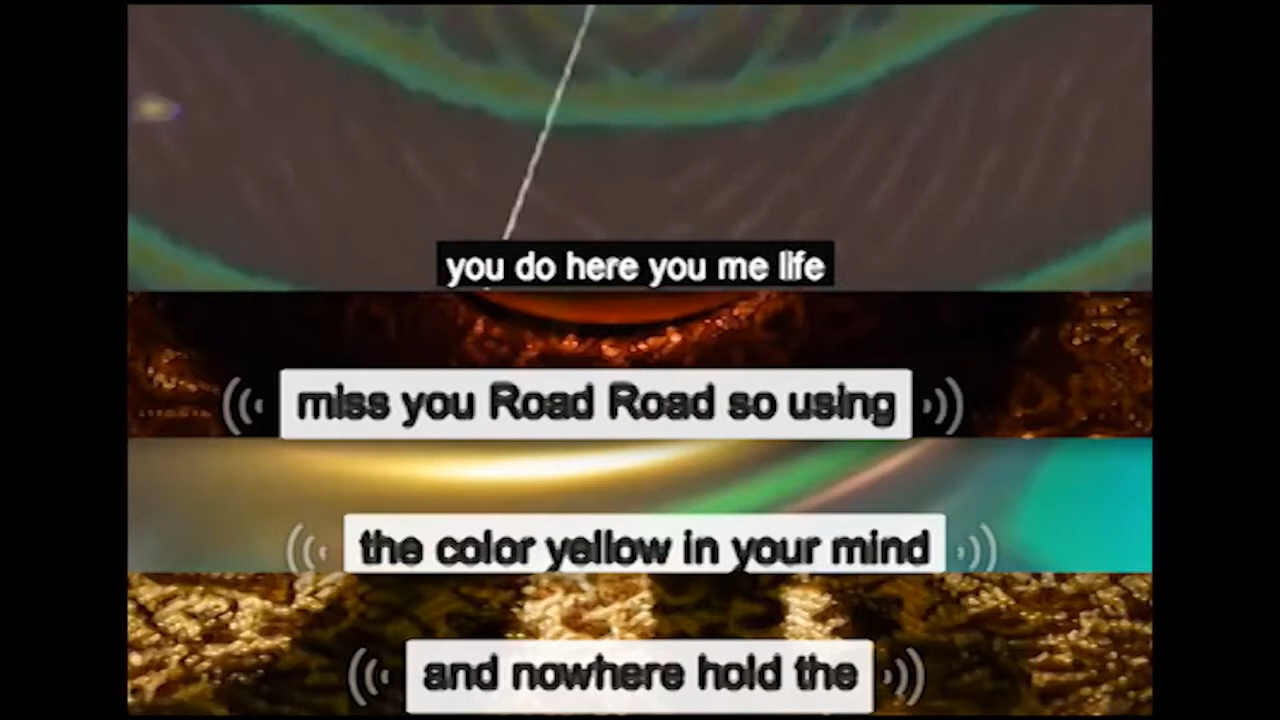 you do here you me life
miss you Road Road so using
the color yellow in your mind
and nowhere hold the